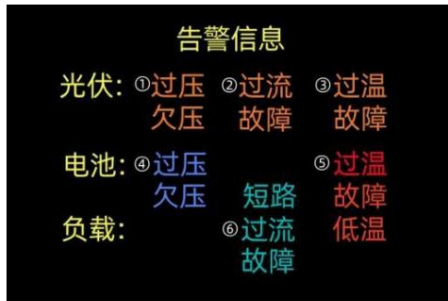 告警信息
光伏: ①过压 ②过流 ③过温
欠压 故障 故障
电池: ④过压 ⑤过温
欠压 短路 故障
负载: ⑥过流 低温
故障